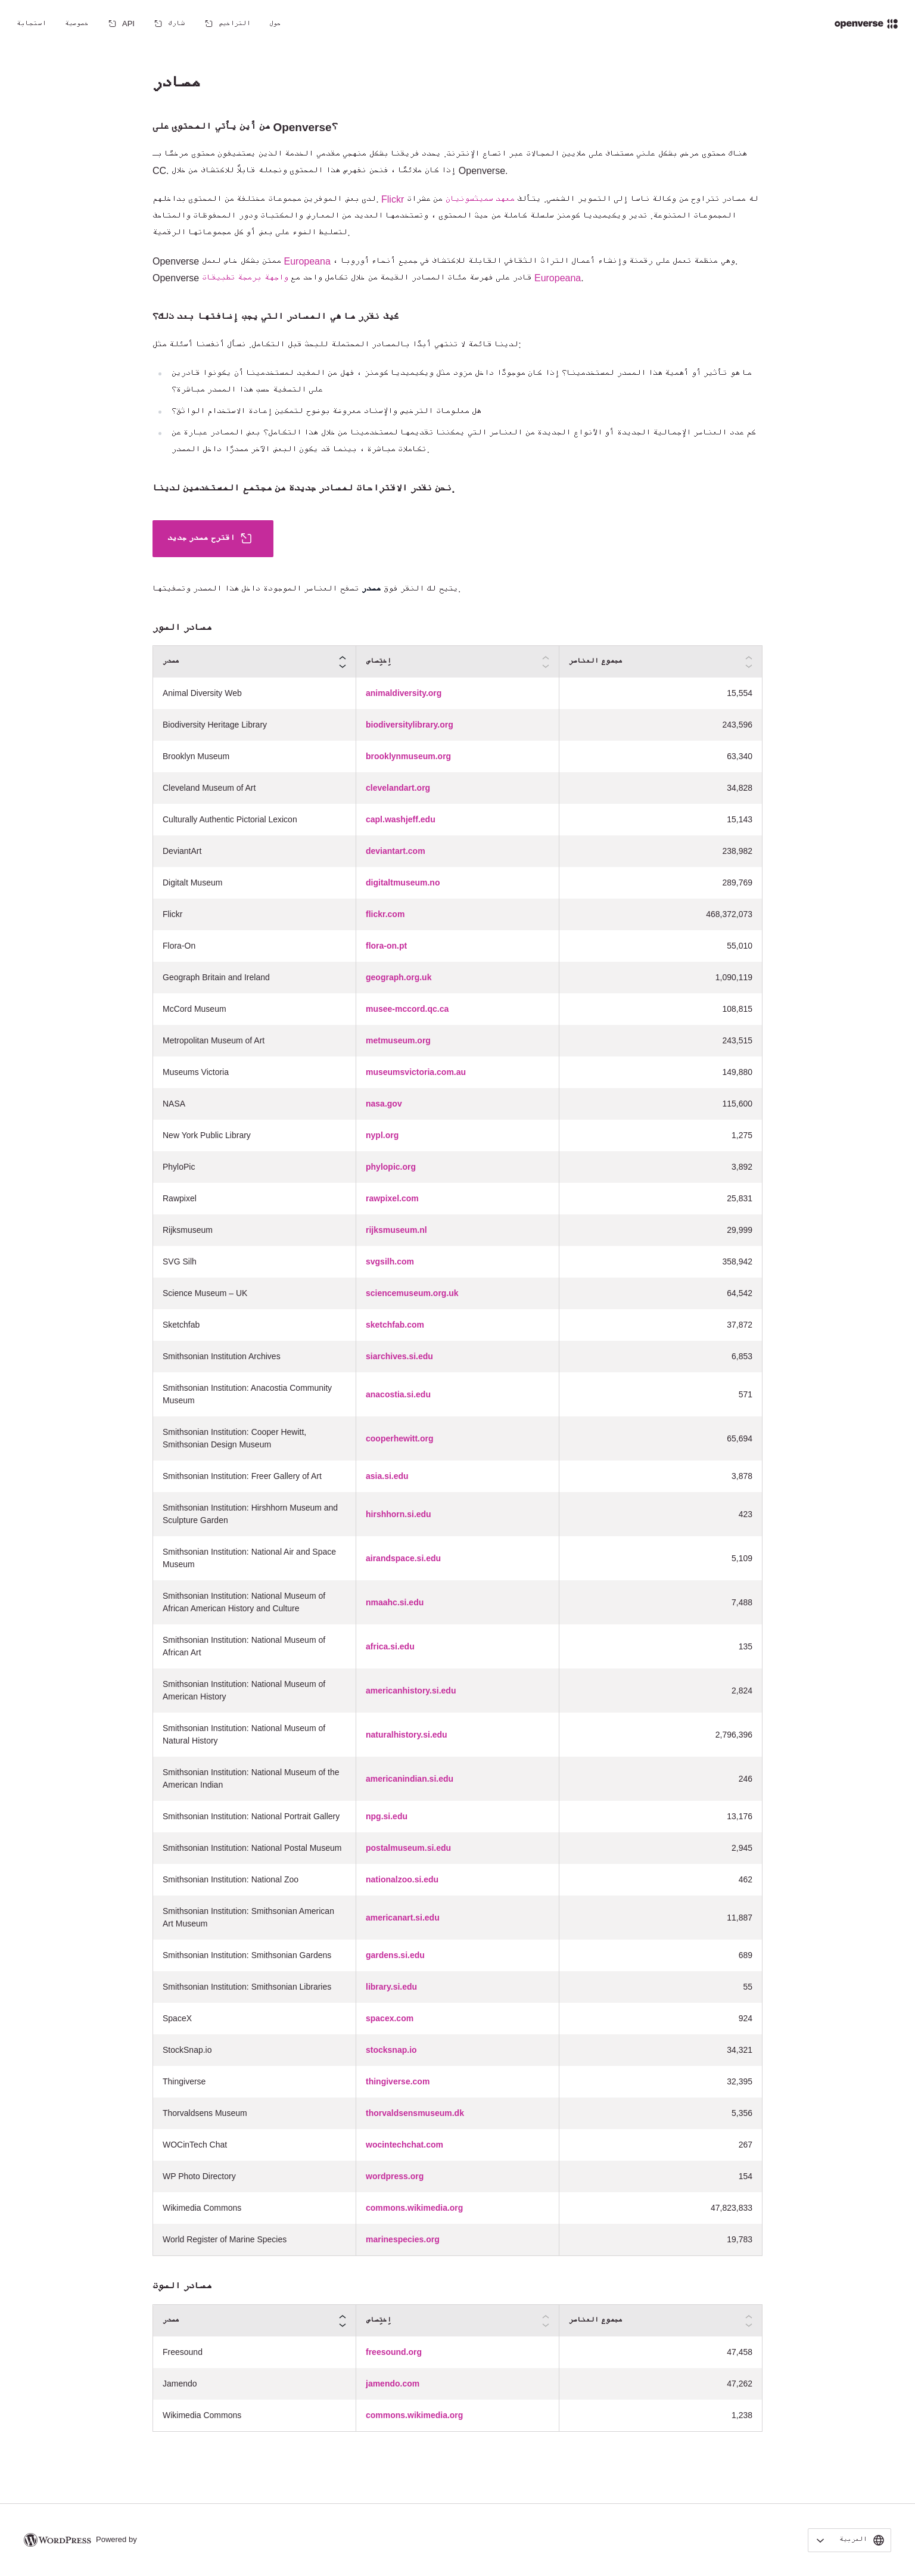 openverse
حول
التراخيص
شارك
API
خصوصية
استجابة
مصادر
من أين يأتي المحتوى على Openverse؟
هناك محتوى مرخص بشكل علني مستضاف على ملايين المجالات عبر اتساع الإنترنت. يحدد فريقنا بشكل منهجي مقدمي الخدمة الذين يستضيفون محتوى مرخصًا بـ
CC. إذا كان ملائمًا ، فنحن نفهرس هذا المحتوى ونجعله قابلاً للاكتشاف من خلال Openverse.
لدى بعض الموفرين مجموعات مختلفة من المحتوى بداخلهم. Flickr له مصادر تتراوح من وكالة ناسا إلى التصوير الشخصي. يتألف معهد سميثسونيان من عشرات
المجموعات المتنوعة. تدير ويكيميديا كومنز سلسلة كاملة من حيث المحتوى ، وتستخدمها العديد من المعارض والمكتبات ودور المحفوظات والمتاحف
لتسليط الضوء على بعض أو كل مجموعاتها الرقمية.
Openverse ممتن بشكل خاص لعمل Europeana ، وهي منظمة تعمل على رقمنة وإنشاء أعمال التراث الثقافي القابلة للاكتشاف في جميع أنحاء أوروبا.
Openverse قادر على فهرسة مئات المصادر القيمة من خلال تكامل واحد مع واجهة برمجة تطبيقات Europeana.
كيف نقرر ما هي المصادر التي يجب إضافتها بعد ذلك؟
لدينا قائمة لا تنتهي أبدًا بالمصادر المحتملة للبحث قبل التكامل. نسأل أنفسنا أسئلة مثل:
ما هو تأثير أو أهمية هذا المصدر لمستخدمينا؟ إذا كان موجودًا داخل مزود مثل ويكيميديا كومنز ، فهل من المفيد لمستخدمينا أن يكونوا قادرين
على التصفية حسب هذا المصدر مباشرة؟
هل معلومات الترخيص والإسناد معروضة بوضوح لتمكين إعادة الاستخدام الواثق؟
كم عدد العناصر الإجمالية الجديدة أو الأنواع الجديدة من العناصر التي يمكننا تقديمها لمستخدمينا من خلال هذا التكامل؟ بعض المصادر عبارة عن
تكاملات مباشرة ، بينما قد يكون البعض الآخر مصدرًا داخل المصدر.
نحن نقدر الاقتراحات لمصادر جديدة من مجتمع المستخدمين لدينا.
اقترح مصدر جديد
يتيح لك النقر فوق مصدر تصفح العناصر الموجودة داخل هذا المصدر وتصفيتها.
مصادر الصور
مصدر إختِصاص مجموع العناصر
Animal Diversity Web animaldiversity.org 15,554
Biodiversity Heritage Library biodiversitylibrary.org 243,596
Brooklyn Museum brooklynmuseum.org 63,340
Cleveland Museum of Art clevelandart.org 34,828
Culturally Authentic Pictorial Lexicon capl.washjeff.edu 15,143
DeviantArt deviantart.com 238,982
Digitalt Museum digitaltmuseum.no 289,769
Flickr flickr.com 468,372,073
Flora-On flora-on.pt 55,010
Geograph Britain and Ireland geograph.org.uk 1,090,119
McCord Museum musee-mccord.qc.ca 108,815
Metropolitan Museum of Art metmuseum.org 243,515
Museums Victoria museumsvictoria.com.au 149,880
NASA nasa.gov 115,600
New York Public Library nypl.org 1,275
PhyloPic phylopic.org 3,892
Rawpixel rawpixel.com 25,831
Rijksmuseum rijksmuseum.nl 29,999
SVG Silh svgsilh.com 358,942
Science Museum – UK sciencemuseum.org.uk 64,542
Sketchfab sketchfab.com 37,872
Smithsonian Institution Archives siarchives.si.edu 6,853
Smithsonian Institution: Anacostia Community
Museum anacostia.si.edu 571
Smithsonian Institution: Cooper Hewitt,
Smithsonian Design Museum cooperhewitt.org 65,694
Smithsonian Institution: Freer Gallery of Art asia.si.edu 3,878
Smithsonian Institution: Hirshhorn Museum and
Sculpture Garden hirshhorn.si.edu 423
Smithsonian Institution: National Air and Space
Museum airandspace.si.edu 5,109
Smithsonian Institution: National Museum of
African American History and Culture nmaahc.si.edu 7,488
Smithsonian Institution: National Museum of
African Art africa.si.edu 135
Smithsonian Institution: National Museum of
American History americanhistory.si.edu 2,824
Smithsonian Institution: National Museum of
Natural History naturalhistory.si.edu 2,796,396
Smithsonian Institution: National Museum of the
American Indian americanindian.si.edu 246
Smithsonian Institution: National Portrait Gallery npg.si.edu 13,176
Smithsonian Institution: National Postal Museum postalmuseum.si.edu 2,945
Smithsonian Institution: National Zoo nationalzoo.si.edu 462
Smithsonian Institution: Smithsonian American
Art Museum americanart.si.edu 11,887
Smithsonian Institution: Smithsonian Gardens gardens.si.edu 689
Smithsonian Institution: Smithsonian Libraries library.si.edu 55
SpaceX spacex.com 924
StockSnap.io stocksnap.io 34,321
Thingiverse thingiverse.com 32,395
Thorvaldsens Museum thorvaldsensmuseum.dk 5,356
WOCinTech Chat wocintechchat.com 267
WP Photo Directory wordpress.org 154
Wikimedia Commons commons.wikimedia.org 47,823,833
World Register of Marine Species marinespecies.org 19,783
مصادر الصوت
مصدر إختِصاص مجموع العناصر
Freesound freesound.org 47,458
Jamendo jamendo.com 47,262
Wikimedia Commons commons.wikimedia.org 1,238
WORDPRESS Powered by
العربية